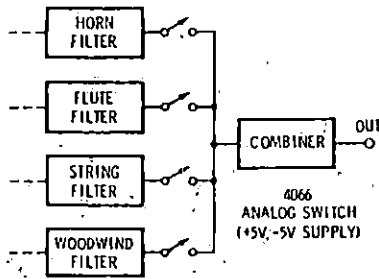 HORN
FILTER
FLUTE
FILTER
COMBINER
OUT
STRING
FILTER
4066
ANALOG SWITCH
(+5V, -5V SUPPLY)
WOODWIND
FILTER